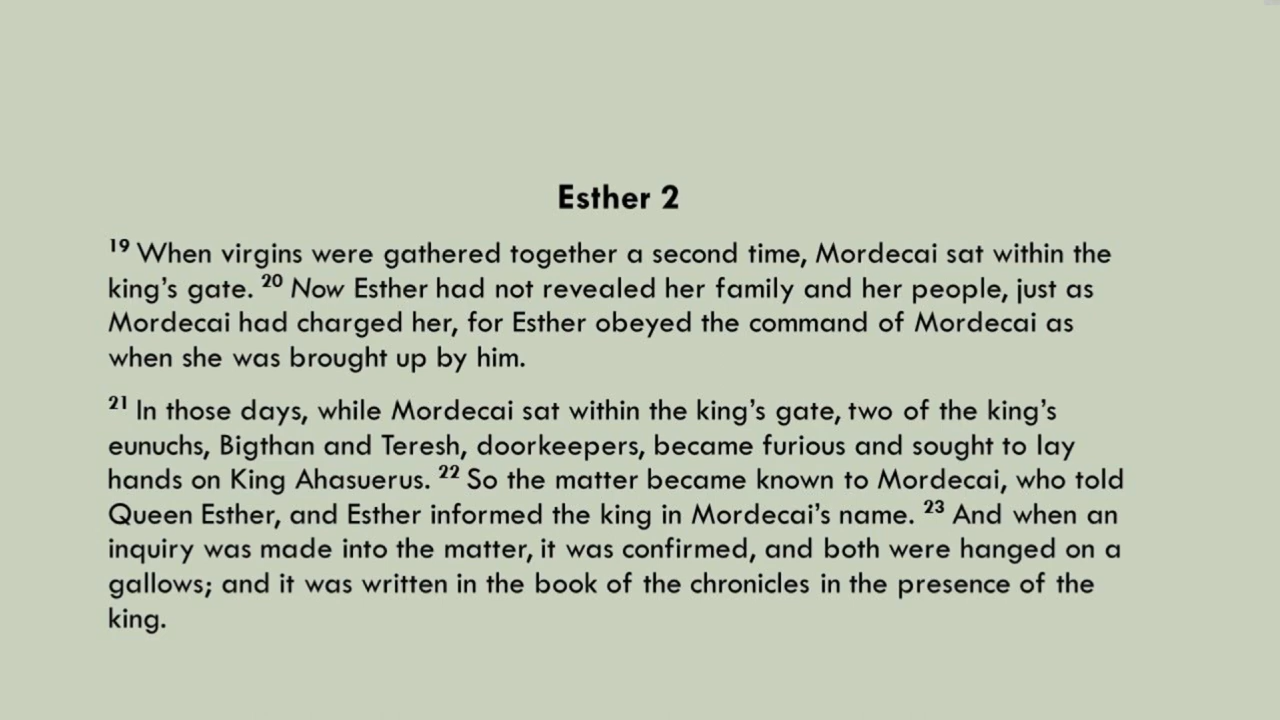 Esther 2
19 When virgins were gathered together a second time, Mordecai sat within the
king’s gate. 20 Now Esther had not revealed her family and her people, just as
Mordecai had charged her, for Esther obeyed the command of Mordecai as
when she was brought up by him.
21 In those days, while Mordecai sat within the king’s gate, two of the king’s
eunuchs, Bigthan and Teresh, doorkeepers, became furious and sought to lay
hands on King Ahasuerus. 22 So the matter became known to Mordecai, who told
Queen Esther, and Esther informed the king in Mordecai’s name. 23 And when an
inquiry was made into the matter, it was confirmed, and both were hanged on a
gallows; and it was written in the book of the chronicles in the presence of the
king.